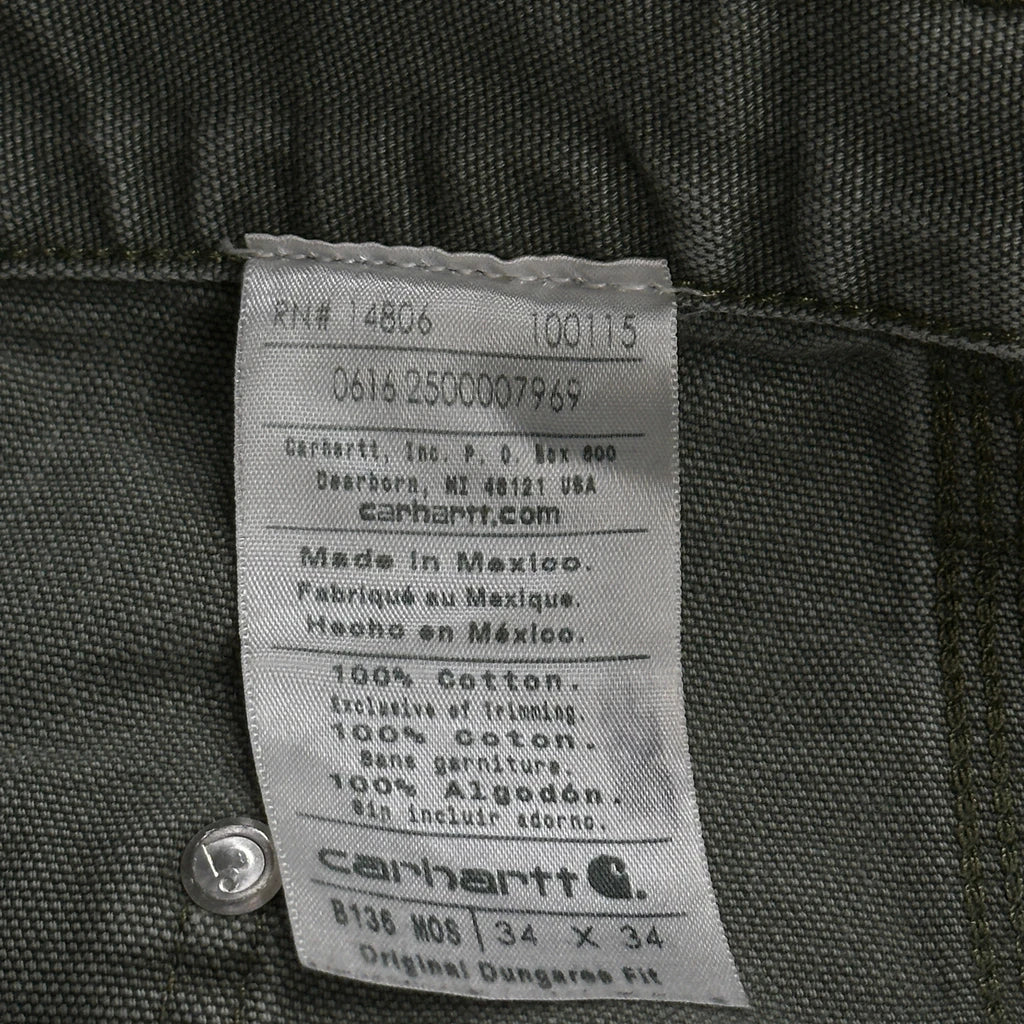 RN# 14806 100115
0616 2500007969
Carhartt, Inc. P. O. Box 600
Dearborn, MI 48121 USA
carhartt.com
Made in Mexico.
Fabriqué au Mexique.
Hecho en México.
100% Cotton.
Exclusive of Trimming.
100% Coton.
Sans garniture.
100% Algodón.
Sin incluir adorno.
carhartt
B136 MOS | 34 X 34
Original Dungaree Fit